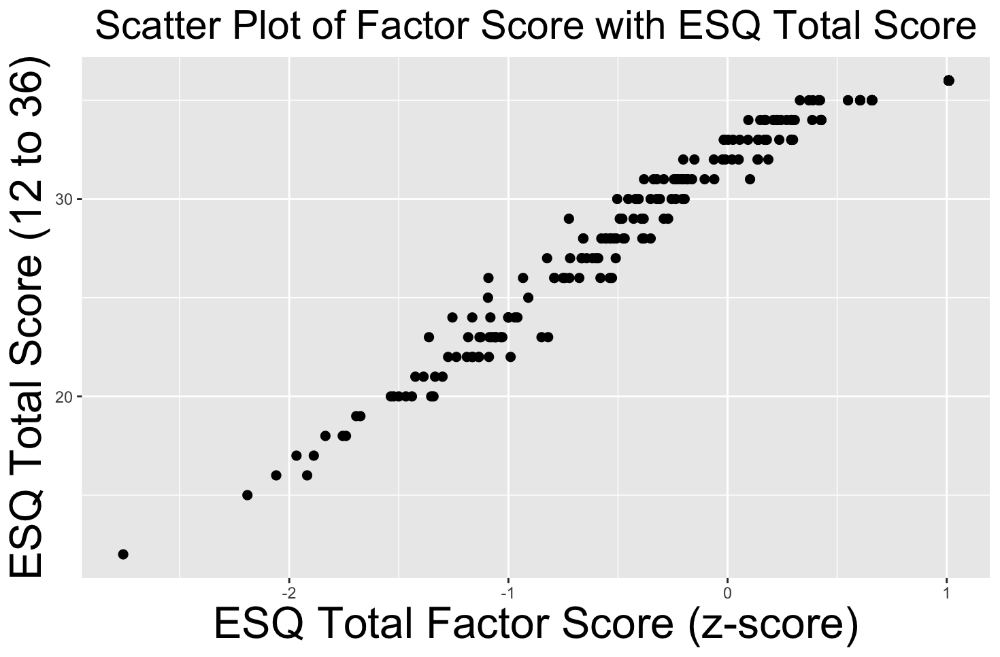 Scatter Plot of Factor Score with ESQ Total Score
ESQ Total Score (12 to 36)
30
20
-2
-1
0
1
ESQ Total Factor Score (z-score)